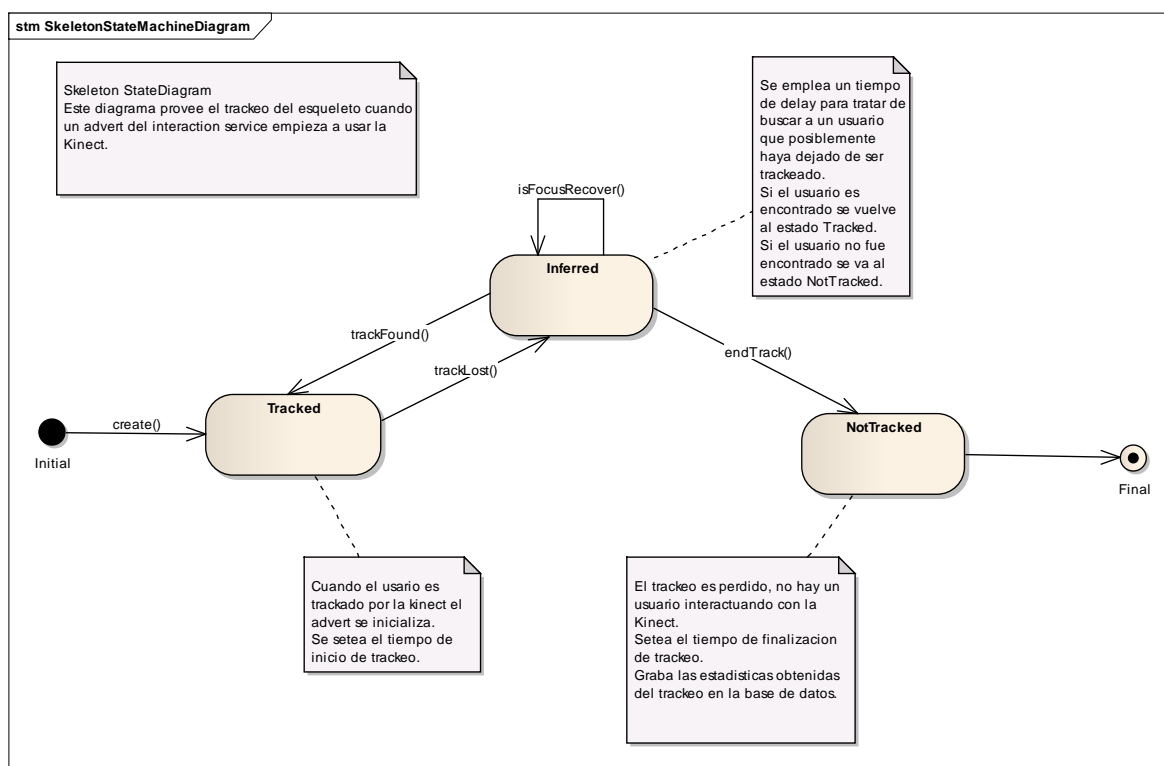 stm SkeletonStateMachineDiagram
Skeleton StateDiagram
Este diagrama provee el trackeo del esqueleto cuando
un advert del interaction service empieza a usar la
Kinect.
Se emplea un tiempo
de delay para tratar de
buscar a un usuario
que posiblemente
haya dejado de ser
trackeado.
Si el usuario es
encontrado se vuelve
al estado Tracked.
Si el usuario no fue
encontrado se va al
estado NotTracked.
isFocusRecover()
Inferred
trackFound()
trackLost()
endTrack()
Tracked
NotTracked
create()
Initial
Final
Cuando el usario es
trackado por la kinect el
advert se inicializa.
Se setea el tiempo de
inicio de trackeo.
El trackeo es perdido, no hay un
usuario interactuando con la
Kinect.
Setea el tiempo de finalizacion
de trackeo.
Graba las estadisticas obtenidas
del trackeo en la base de datos.